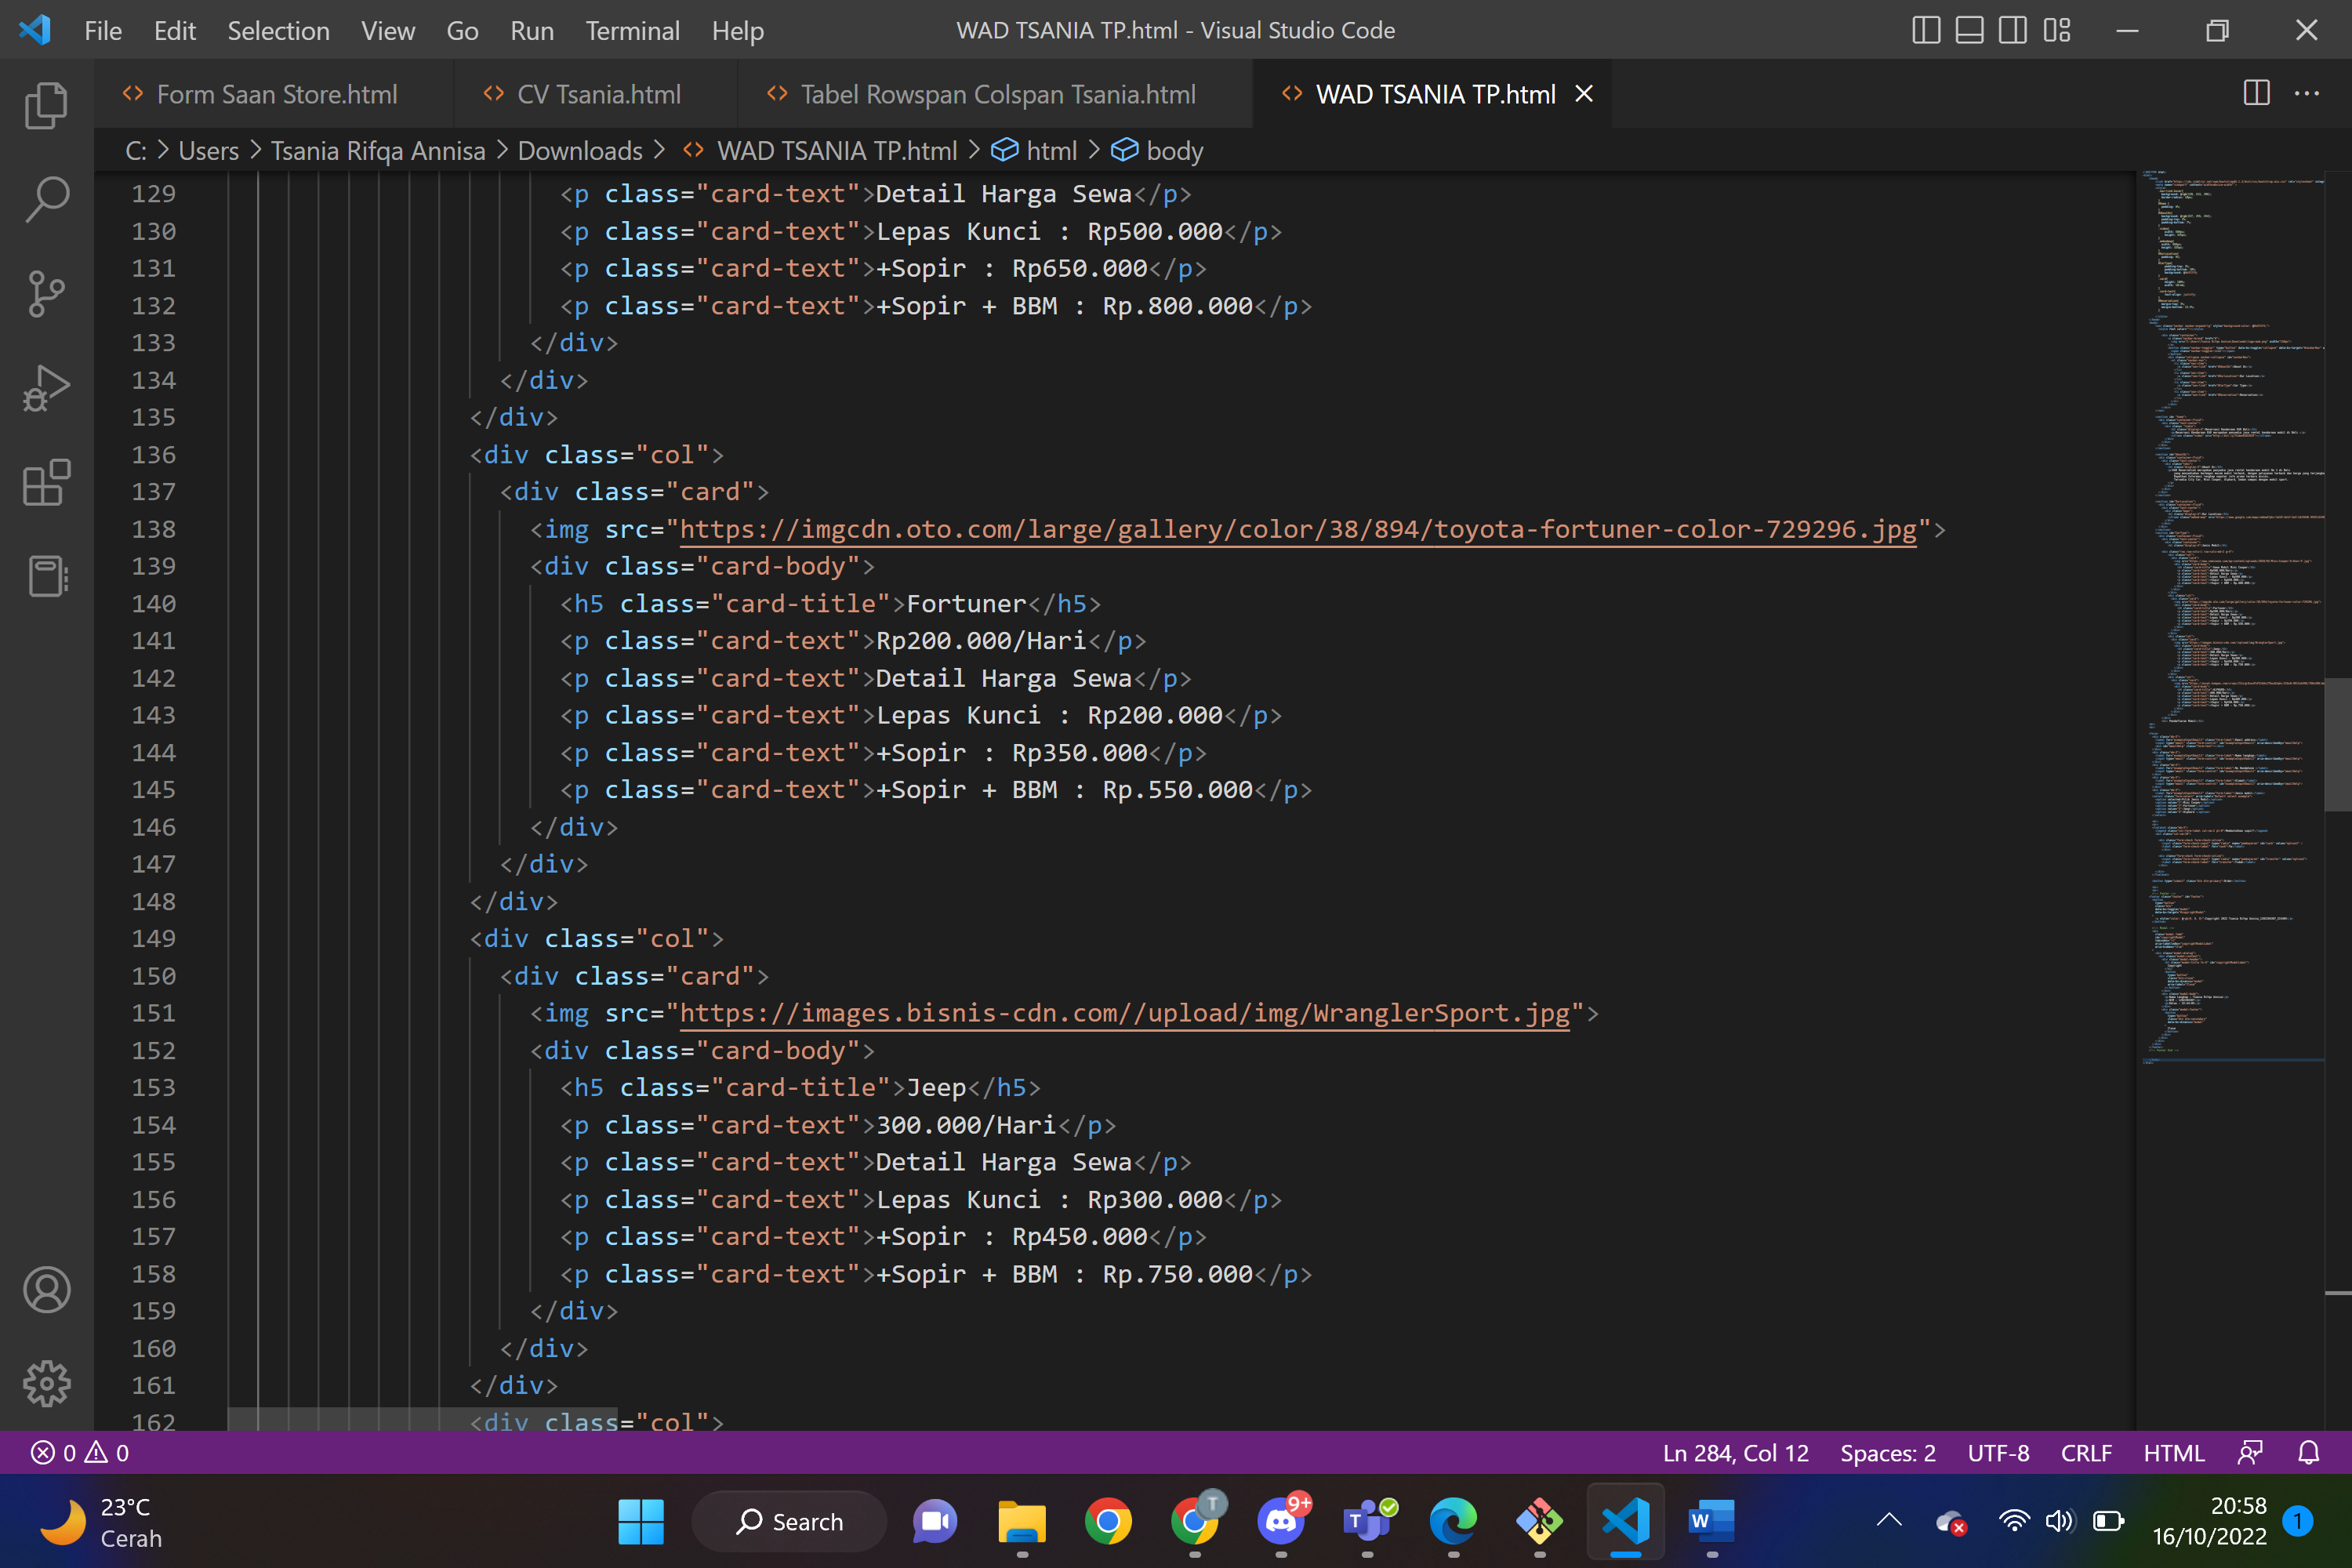 File Edit Selection View Go Run Terminal Help WAD TSANIA TP.html - Visual Studio Code
Form Saan Store.html CV Tsania.html Tabel Rowspan Colspan Tsania.html WAD TSANIA TP.html
C: > Users > Tsania Rifqa Annisa > Downloads > WAD TSANIA TP.html > html > body
129 <p class="card-text">Detail Harga Sewa</p>
130 <p class="card-text">Lepas Kunci : Rp500.000</p>
131 <p class="card-text">+Sopir : Rp650.000</p>
132 <p class="card-text">+Sopir + BBM : Rp.800.000</p>
133 </div>
134 </div>
135 </div>
136 <div class="col">
137 <div class="card">
138 <img src="https://imgcdn.oto.com/large/gallery/color/38/894/toyota-fortuner-color-729296.jpg">
139 <div class="card-body">
140 <h5 class="card-title">Fortuner</h5>
141 <p class="card-text">Rp200.000/Hari</p>
142 <p class="card-text">Detail Harga Sewa</p>
143 <p class="card-text">Lepas Kunci : Rp200.000</p>
144 <p class="card-text">+Sopir : Rp350.000</p>
145 <p class="card-text">+Sopir + BBM : Rp.550.000</p>
146 </div>
147 </div>
148 </div>
149 <div class="col">
150 <div class="card">
151 <img src="https://images.bisnis-cdn.com//upload/img/WranglerSport.jpg">
152 <div class="card-body">
153 <h5 class="card-title">Jeep</h5>
154 <p class="card-text">300.000/Hari</p>
155 <p class="card-text">Detail Harga Sewa</p>
156 <p class="card-text">Lepas Kunci : Rp300.000</p>
157 <p class="card-text">+Sopir : Rp450.000</p>
158 <p class="card-text">+Sopir + BBM : Rp.750.000</p>
159 </div>
160 </div>
161 </div>
162 <div class="col">
0 0 Ln 284, Col 12 Spaces: 2 UTF-8 CRLF HTML
23°C
Cerah
Search
T
9+
T
W
20:58
16/10/2022
1